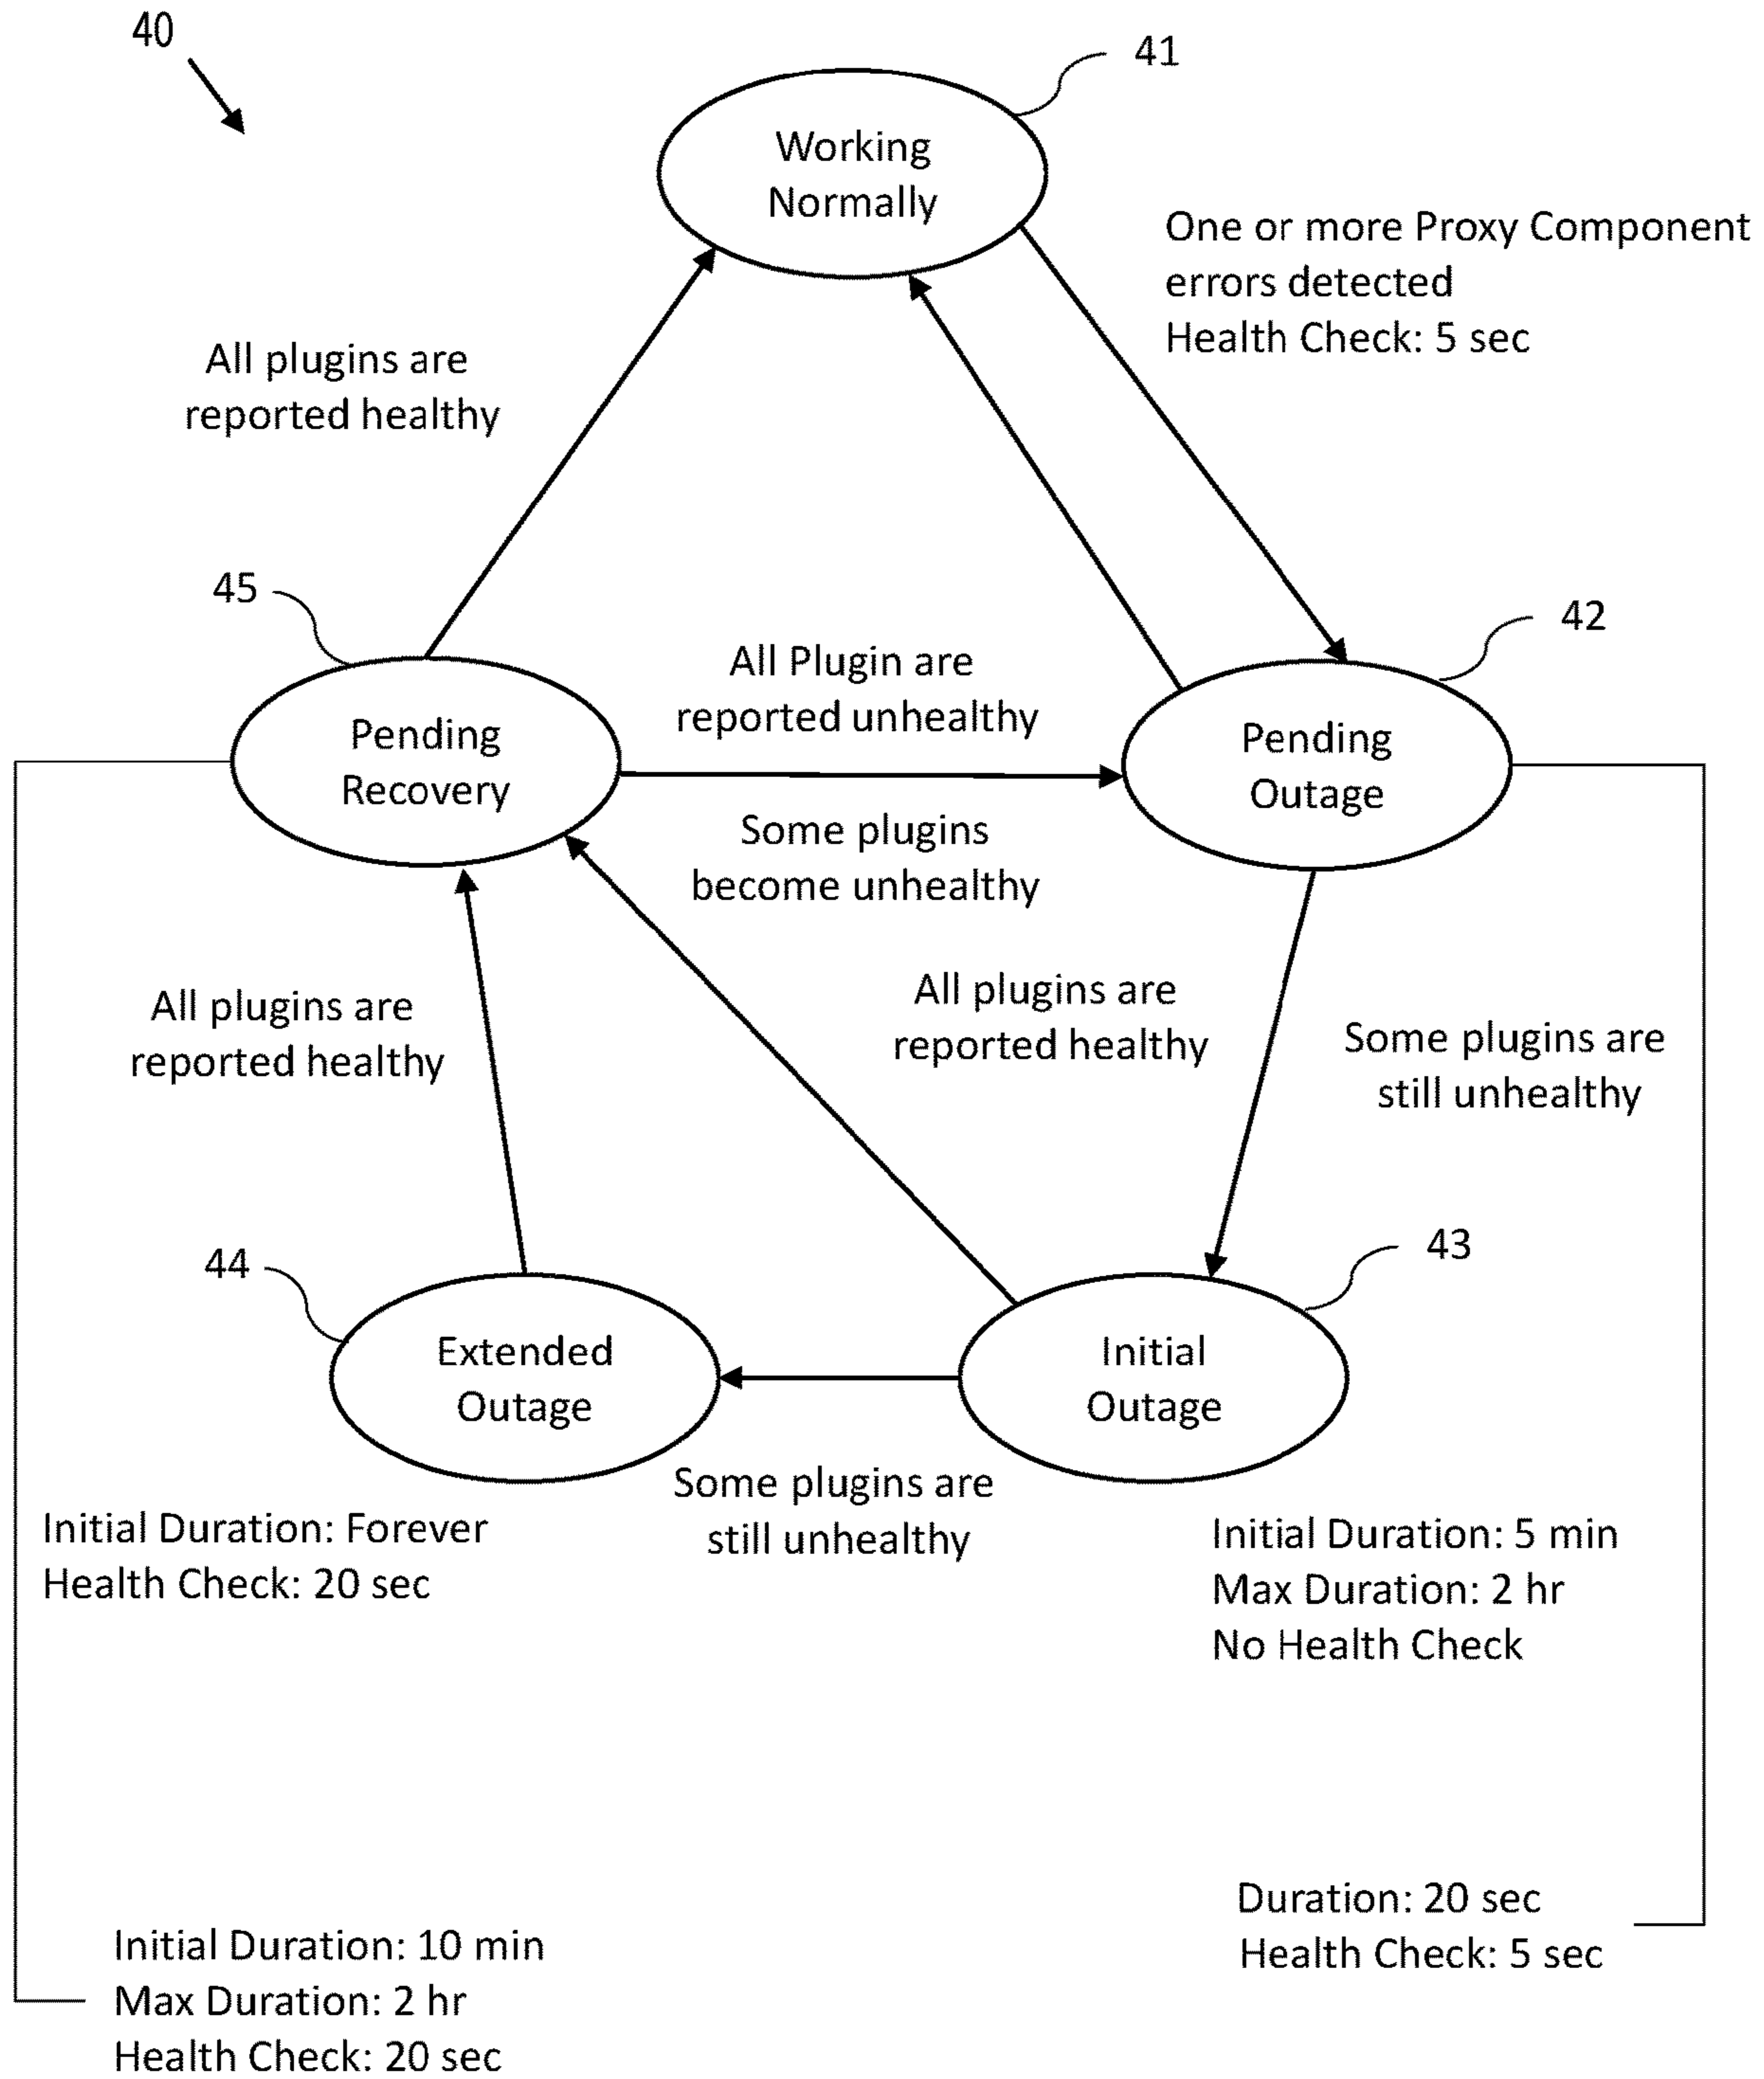 40
41
Working
Normally
One or more Proxy Component
errors detected
Health Check: 5 sec
All plugins are
reported healthy
45
42
All Plugin are
reported unhealthy
Pending
Recovery
Pending
Outage
Some plugins
become unhealthy
All plugins are
reported healthy
All plugins are
reported healthy
Some plugins are
still unhealthy
44
43
Extended
Outage
Initial
Outage
Some plugins are
still unhealthy
Initial Duration: Forever
Health Check: 20 sec
Initial Duration: 5 min
Max Duration: 2 hr
No Health Check
Duration: 20 sec
Health Check: 5 sec
Initial Duration: 10 min
Max Duration: 2 hr
Health Check: 20 sec